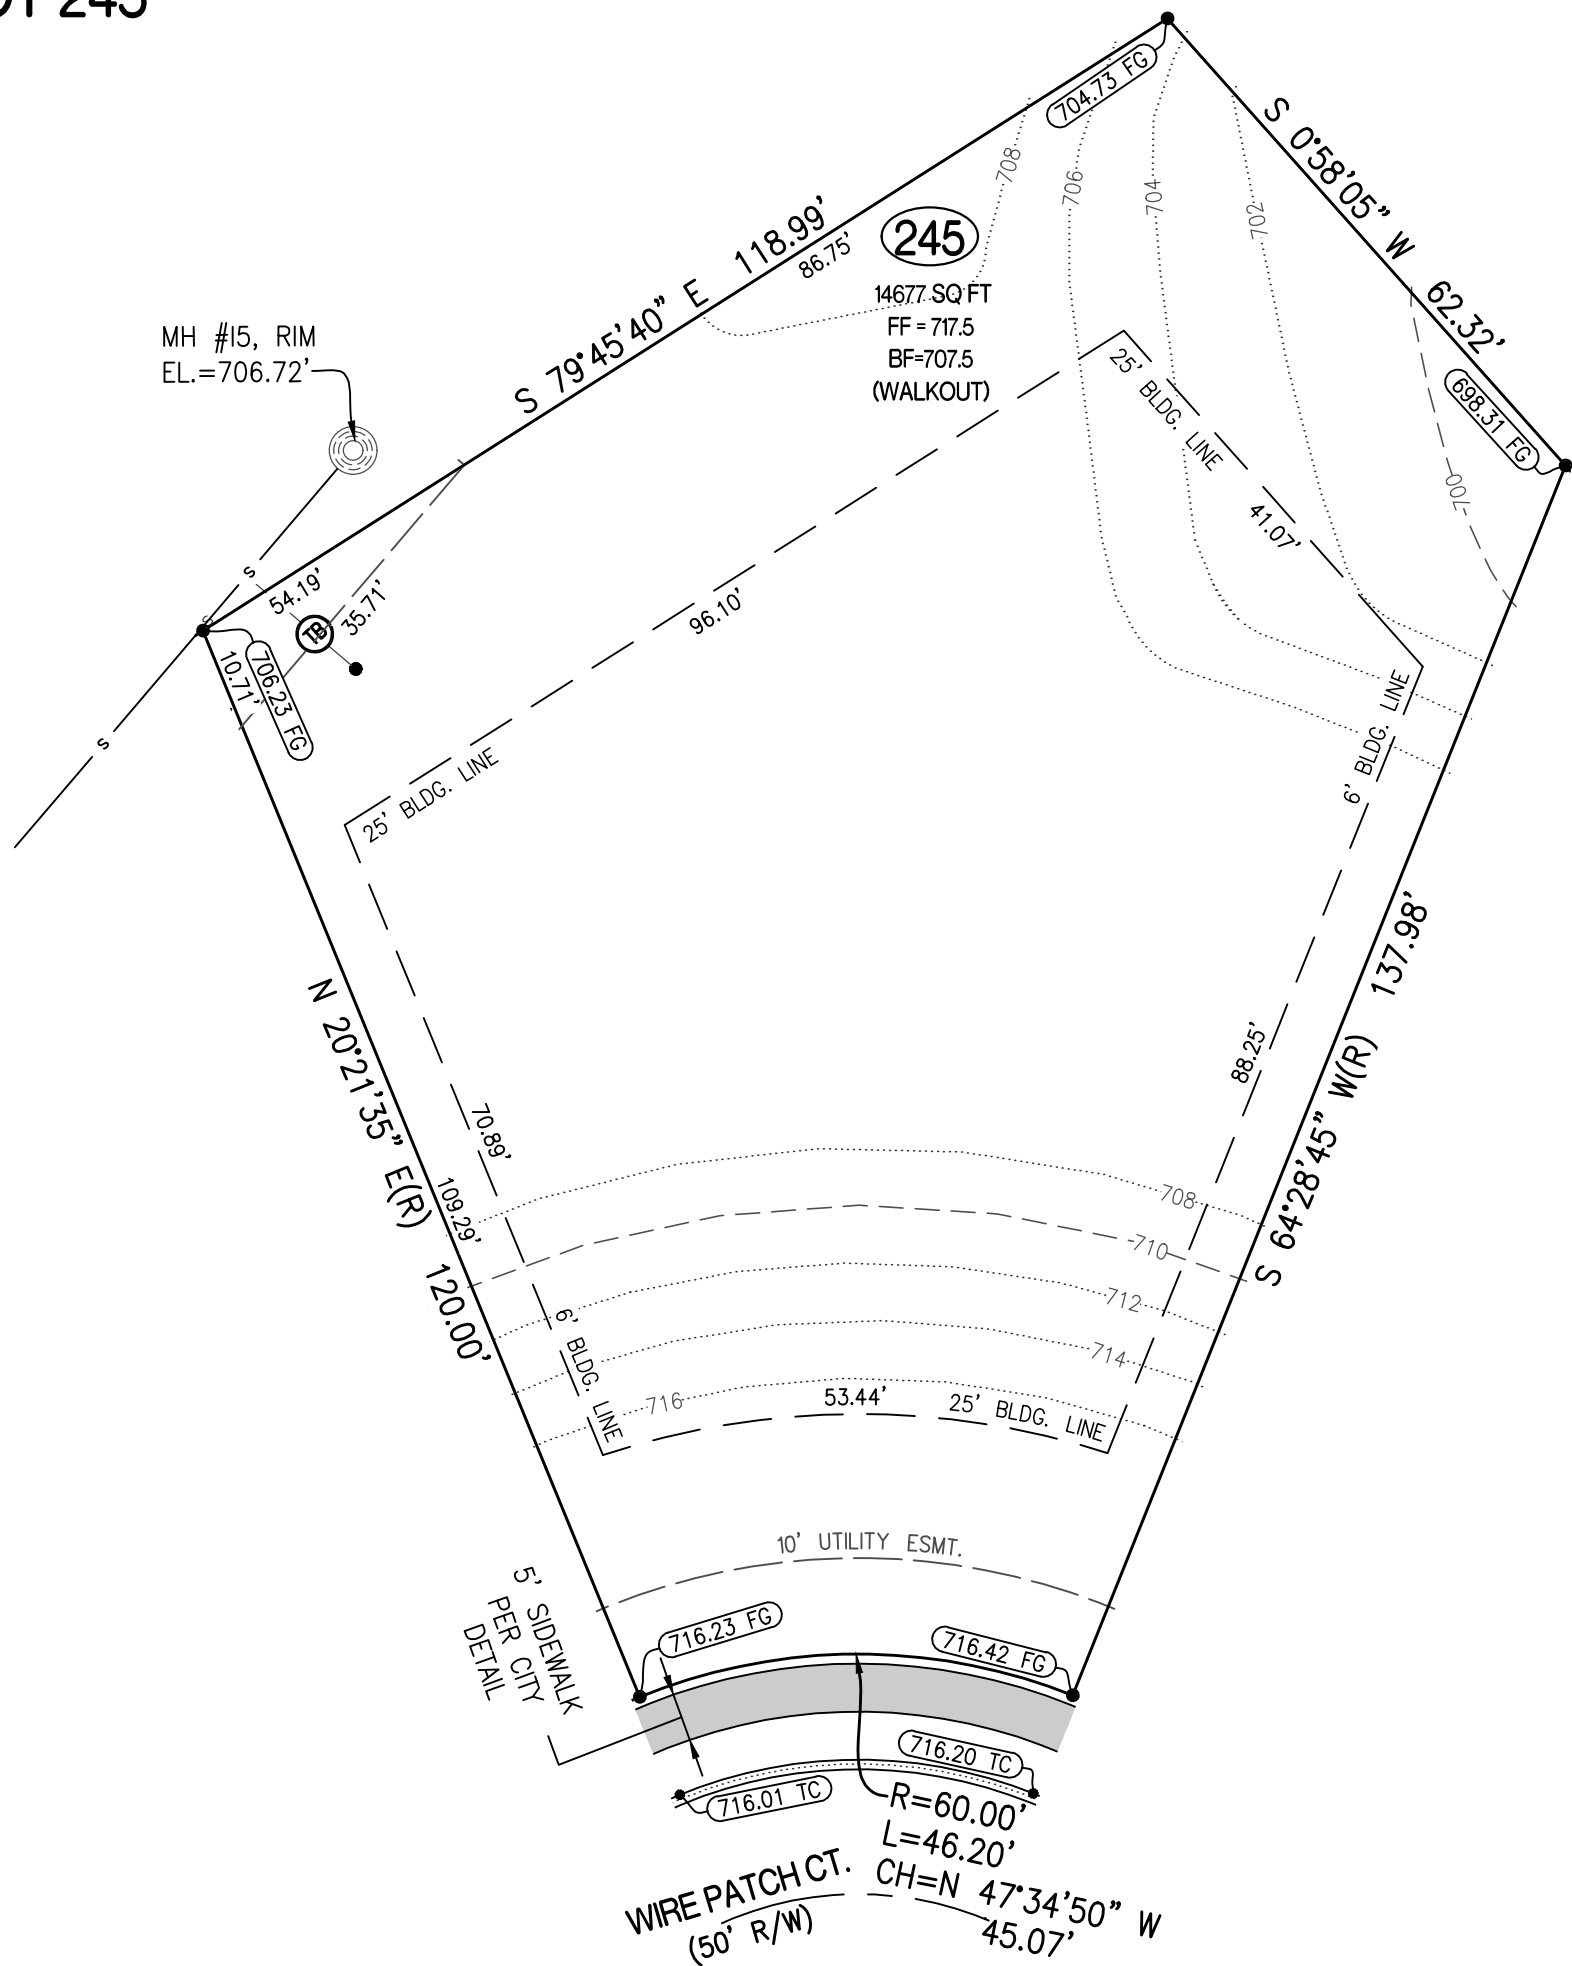 704.73 FG
S 0°58'05" W 62.32'
S 79°45'40" E 118.99'
86.75'
708
706
704
702
245
14677 SQ FT
FF = 717.5
BF=707.5
(WALKOUT)
MH #15, RIM
EL.=706.72'
25' BLDG. LINE
41.07'
698.31 FG
700
S
S
S
54.19'
TB
35.71'
10.71'
706.23 FG
96.10'
25' BLDG. LINE
6' BLDG. LINE
N 20°21'35" E(R) 120.00'
S 64°28'45" W(R) 137.98'
88.25'
70.89'
109.29'
708
710
712
714
716
6' BLDG. LINE
53.44'
25' BLDG. LINE
10' UTILITY ESMT.
5' SIDEWALK
PER CITY
DETAIL
716.23 FG
716.42 FG
716.20 TC
716.01 TC
R=60.00'
L=46.20'
CH=N 47°34'50" W
45.07'
WIRE PATCH CT.
(50' R/W)